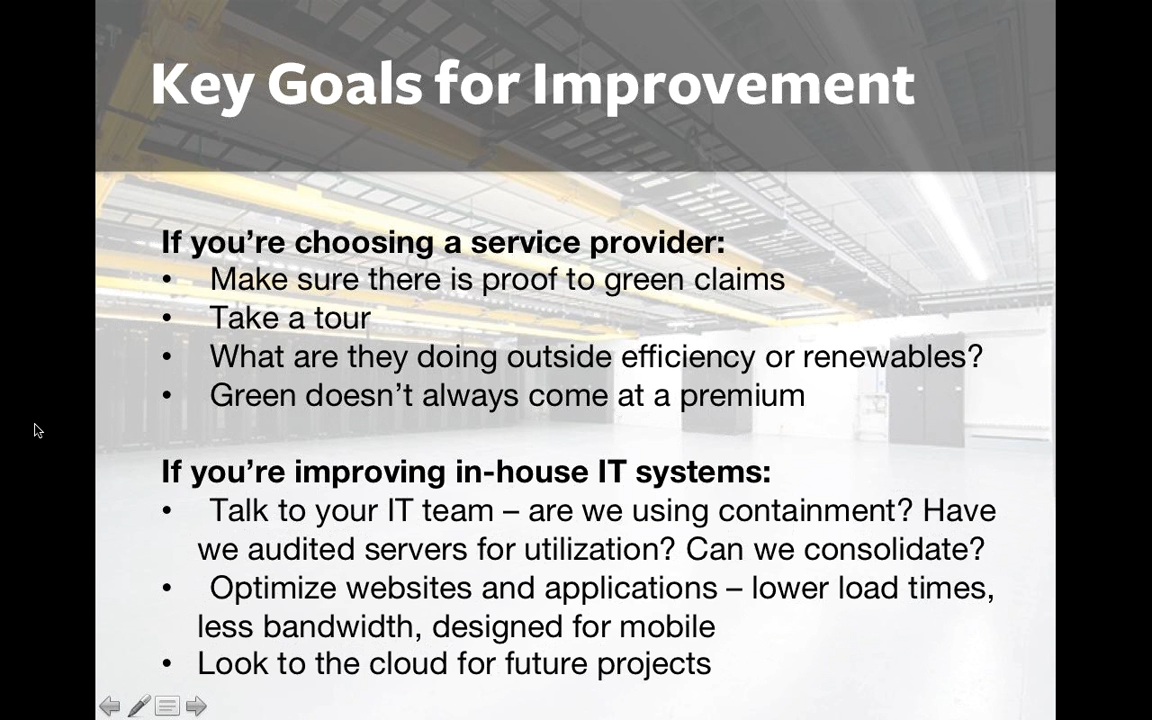 Key Goals for Improvement
If you’re choosing a service provider:
• Make sure there is proof to green claims
• Take a tour
• What are they doing outside efficiency or renewables?
• Green doesn’t always come at a premium
If you’re improving in-house IT systems:
• Talk to your IT team – are we using containment? Have
we audited servers for utilization? Can we consolidate?
• Optimize websites and applications – lower load times,
less bandwidth, designed for mobile
• Look to the cloud for future projects